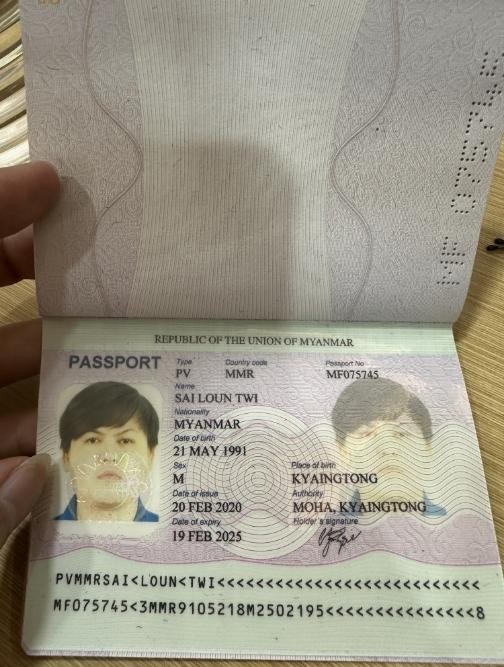 MF 075745
REPUBLIC OF THE UNION OF MYANMAR
PASSPORT
Type Country code Passport No
PV MMR MF075745
Name
SAI LOUN TWI
Nationality
MYANMAR
Date of birth
21 MAY 1991
Sex Place of birth
M KYAINGTONG
Date of issue Authority
20 FEB 2020 MOHA, KYAINGTONG
Date of expiry Holder's signature
19 FEB 2025
PVMMRSAI<LOUN<TWI<<<<<<<<<<<<<<<<<<<<<<<<<<<
MF075745<3MMR9105218M2502195<<<<<<<<<<<<<<<8